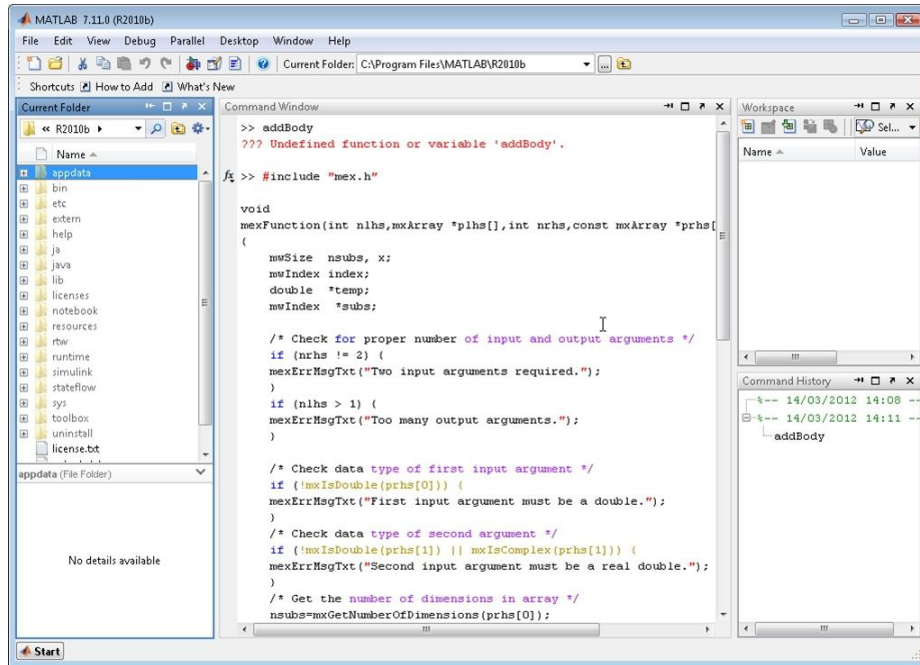 MATLAB 7.11.0 (R2010b)
File Edit View Debug Parallel Desktop Window Help
Current Folder: C:\Program Files\MATLAB\R2010b
Shortcuts How to Add What's New
Current Folder
« R2010b
Name
appdata
bin
etc
extern
help
ja
java
lib
licenses
notebook
resources
rtw
runtime
simulink
stateflow
sys
toolbox
uninstall
license.txt
appdata (File Folder)
No details available
Command Window
>> addBody
??? Undefined function or variable 'addBody'.
fx >> #include "mex.h"
void
mexFunction(int nlhs,mxArray *plhs[],int nrhs,const mxArray *prhs[
{
mwSize nsubs, x;
mwIndex index;
double *temp;
mwIndex *subs;
/* Check for proper number of input and output arguments */
if (nrhs != 2) {
mexErrMsgTxt("Two input arguments required.");
}
if (nlhs > 1) {
mexErrMsgTxt("Too many output arguments.");
}
/* Check data type of first input argument */
if (!mxIsDouble(prhs[0])) {
mexErrMsgTxt("First input argument must be a double.");
}
/* Check data type of second argument */
if (!mxIsDouble(prhs[1]) || mxIsComplex(prhs[1])) {
mexErrMsgTxt("Second input argument must be a real double.");
}
/* Get the number of dimensions in array */
nsubs=mxGetNumberOfDimensions(prhs[0]);
Workspace
Sel...
Name Value
Command History
%-- 14/03/2012 14:08 --
%-- 14/03/2012 14:11 --
addBody
Start